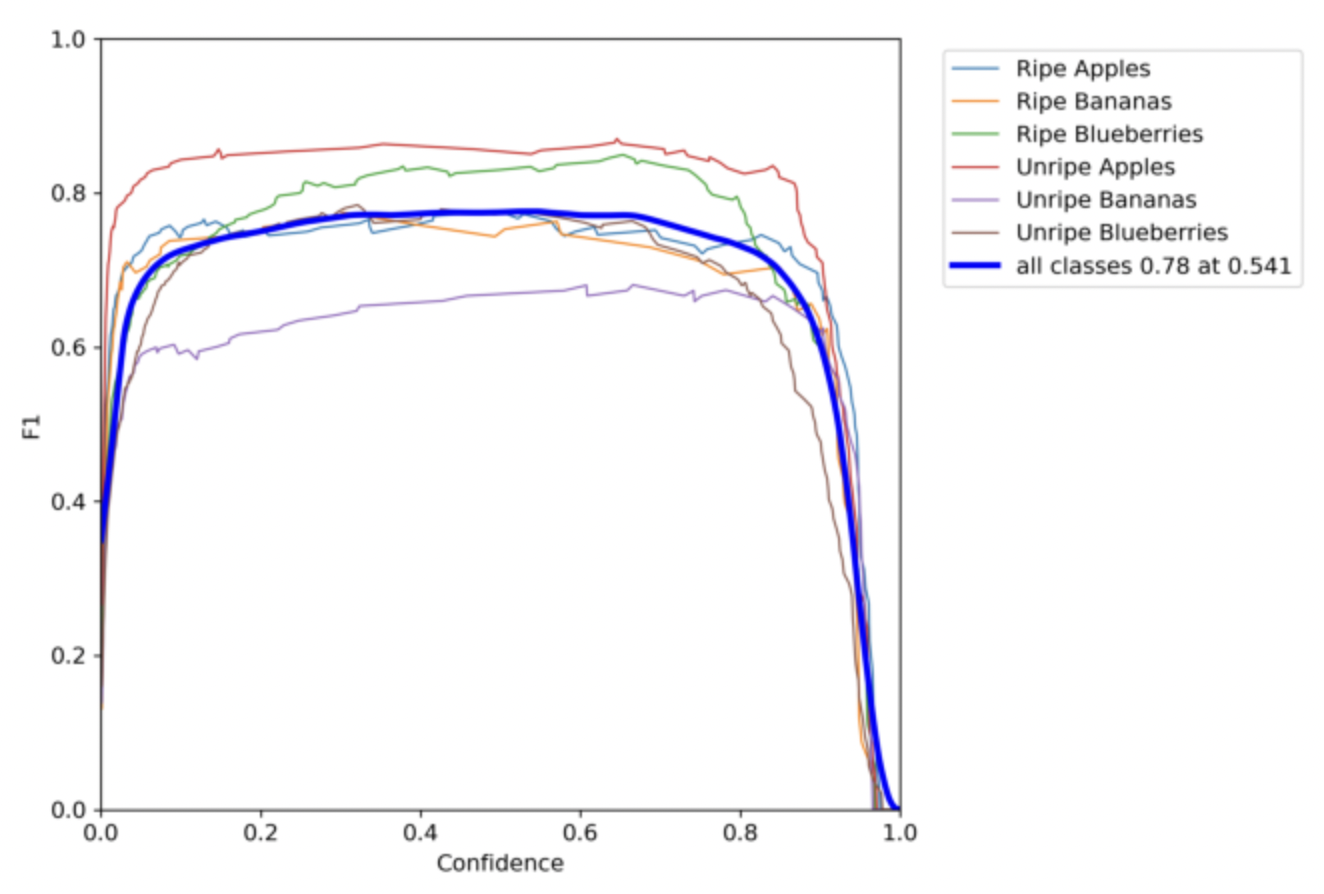 1.0
0.8
0.6
0.4
0.2
0.0
F1
0.0 0.2 0.4 0.6 0.8 1.0
Confidence
Ripe Apples
Ripe Bananas
Ripe Blueberries
Unripe Apples
Unripe Bananas
Unripe Blueberries
all classes 0.78 at 0.541